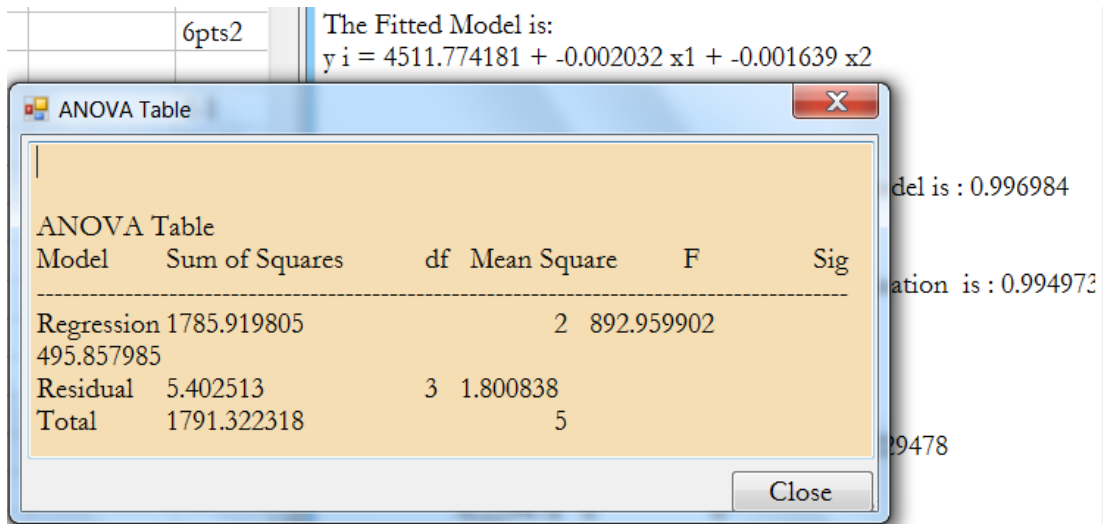 6pts2
The Fitted Model is:
y i = 4511.774181 + -0.002032 x1 + -0.001639 x2
ANOVA Table
X
del is : 0.996984
ation is : 0.994973
29478
ANOVA Table
Model Sum of Squares df Mean Square F Sig
--------------------------------------------------------------------------------------------
Regression 1785.919805 2 892.959902
495.857985
Residual 5.402513 3 1.800838
Total 1791.322318 5
Close